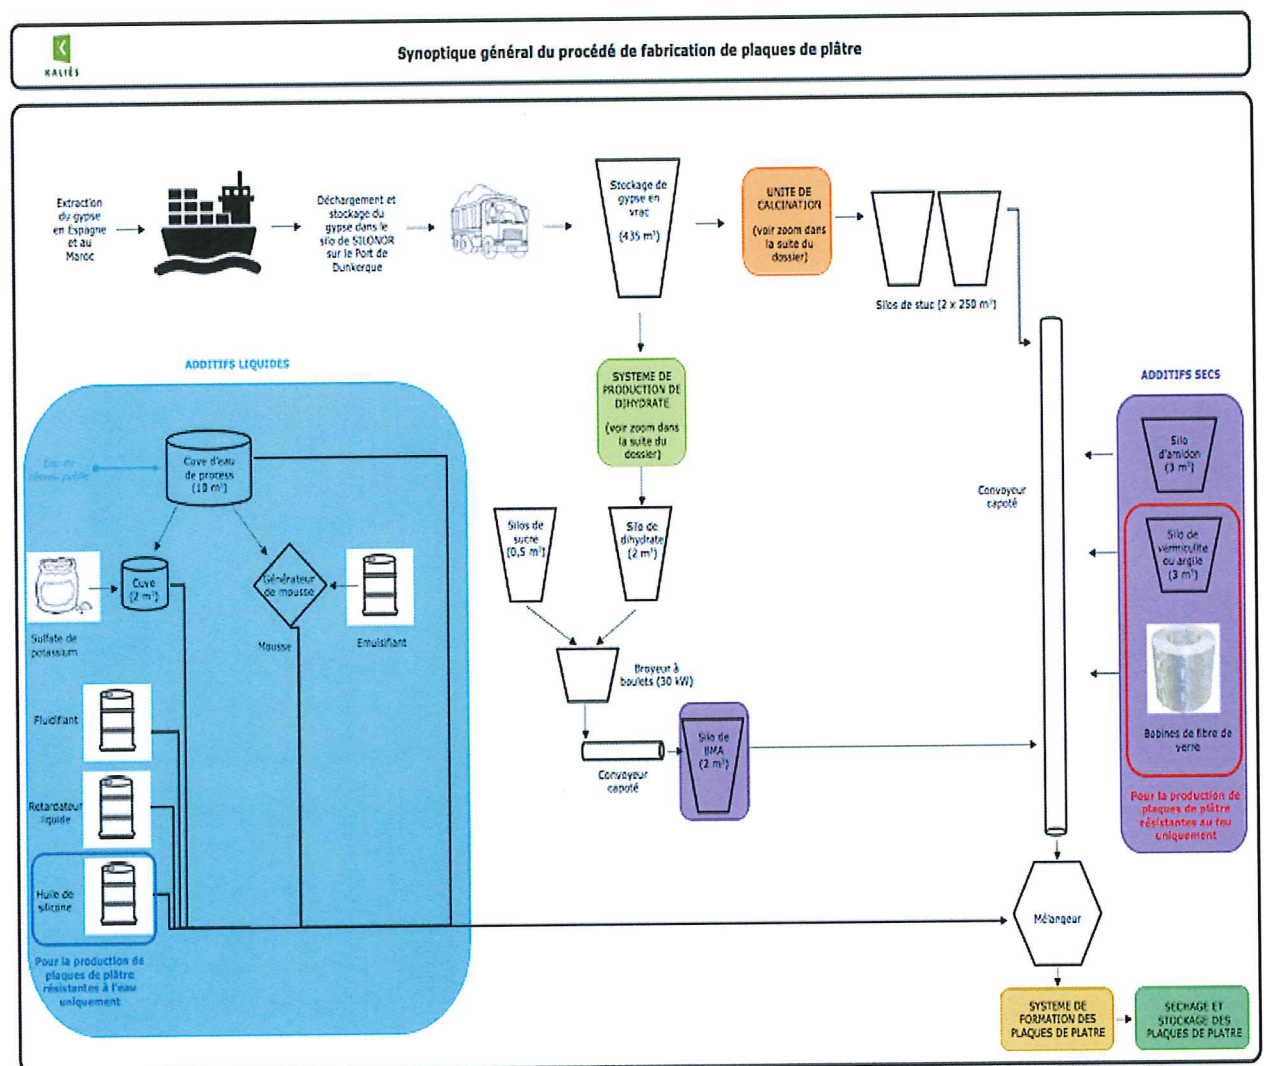 KALIÈS
Synoptique général du procédé de fabrication de plaques de plâtre
Extraction
du gypse
en Espagne
et au
Maroc
Déchargement et
stockage du
gypse dans le
silo de SILONOR
sur le Port de
Dunkerque
Stockage de
gypse en
vrac
(435 m³)
UNITE DE
CALCINATION
(voir zoom dans
la suite du
dossier)
Silos de stuc (2 x 250 m³)
ADDITIFS LIQUIDES
Eau du
réseau public
Cuve d'eau
de process
(10 m³)
Sulfate de
potassium
Cuve
(2 m³)
Générateur
de mousse
Mousse
Emulsifiant
Fluidifiant
Retardateur
liquide
Huile de
silicone
Pour la production de
plaques de plâtre
résistantes à l'eau
uniquement
SYSTEME DE
PRODUCTION DE
DIHYDRATE
(voir zoom dans
la suite du
dossier)
Silos de
sucre
(0,5 m³)
Silo de
dihydrate
(2 m³)
Broyeur à
boulets (30 kW)
Convoyeur
capoté
Silo de
BMA
(2 m³)
Convoyeur
capoté
ADDITIFS SECS
Silo
d'amidon
(3 m³)
Silo de
vermiculite
ou argile
(3 m³)
Bobines de fibre de
verre
Pour la production de
plaques de plâtre
résistantes au feu
uniquement
Mélangeur
SYSTEME DE
FORMATION DES
PLAQUES DE PLATRE
SECHAGE ET
STOCKAGE DES
PLAQUES DE PLATRE